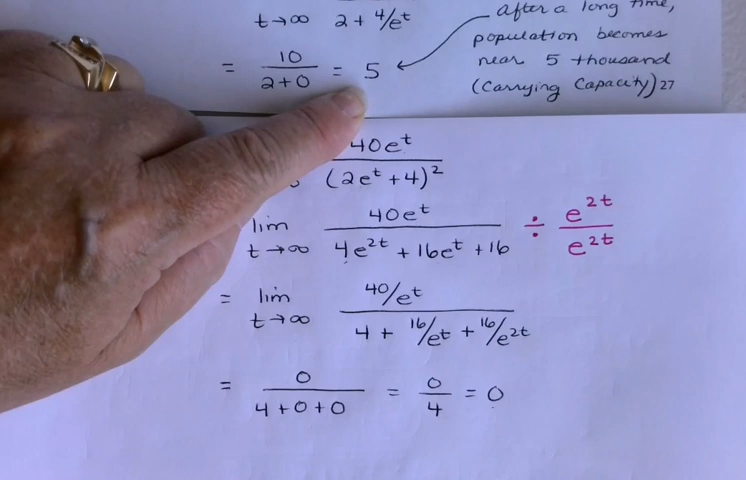 t→∞ 2 + 4/e^t
after a long time,
population becomes
near 5 thousand
(Carrying Capacity) 27
= 10/(2+0) = 5
40e^t/(2e^t + 4)^2
lim t→∞ 40e^t/(4e^2t + 16e^t + 16) ÷ e^2t/e^2t
= lim t→∞ (40/e^t)/(4 + 16/e^t + 16/e^2t)
= 0/(4+0+0) = 0/4 = 0